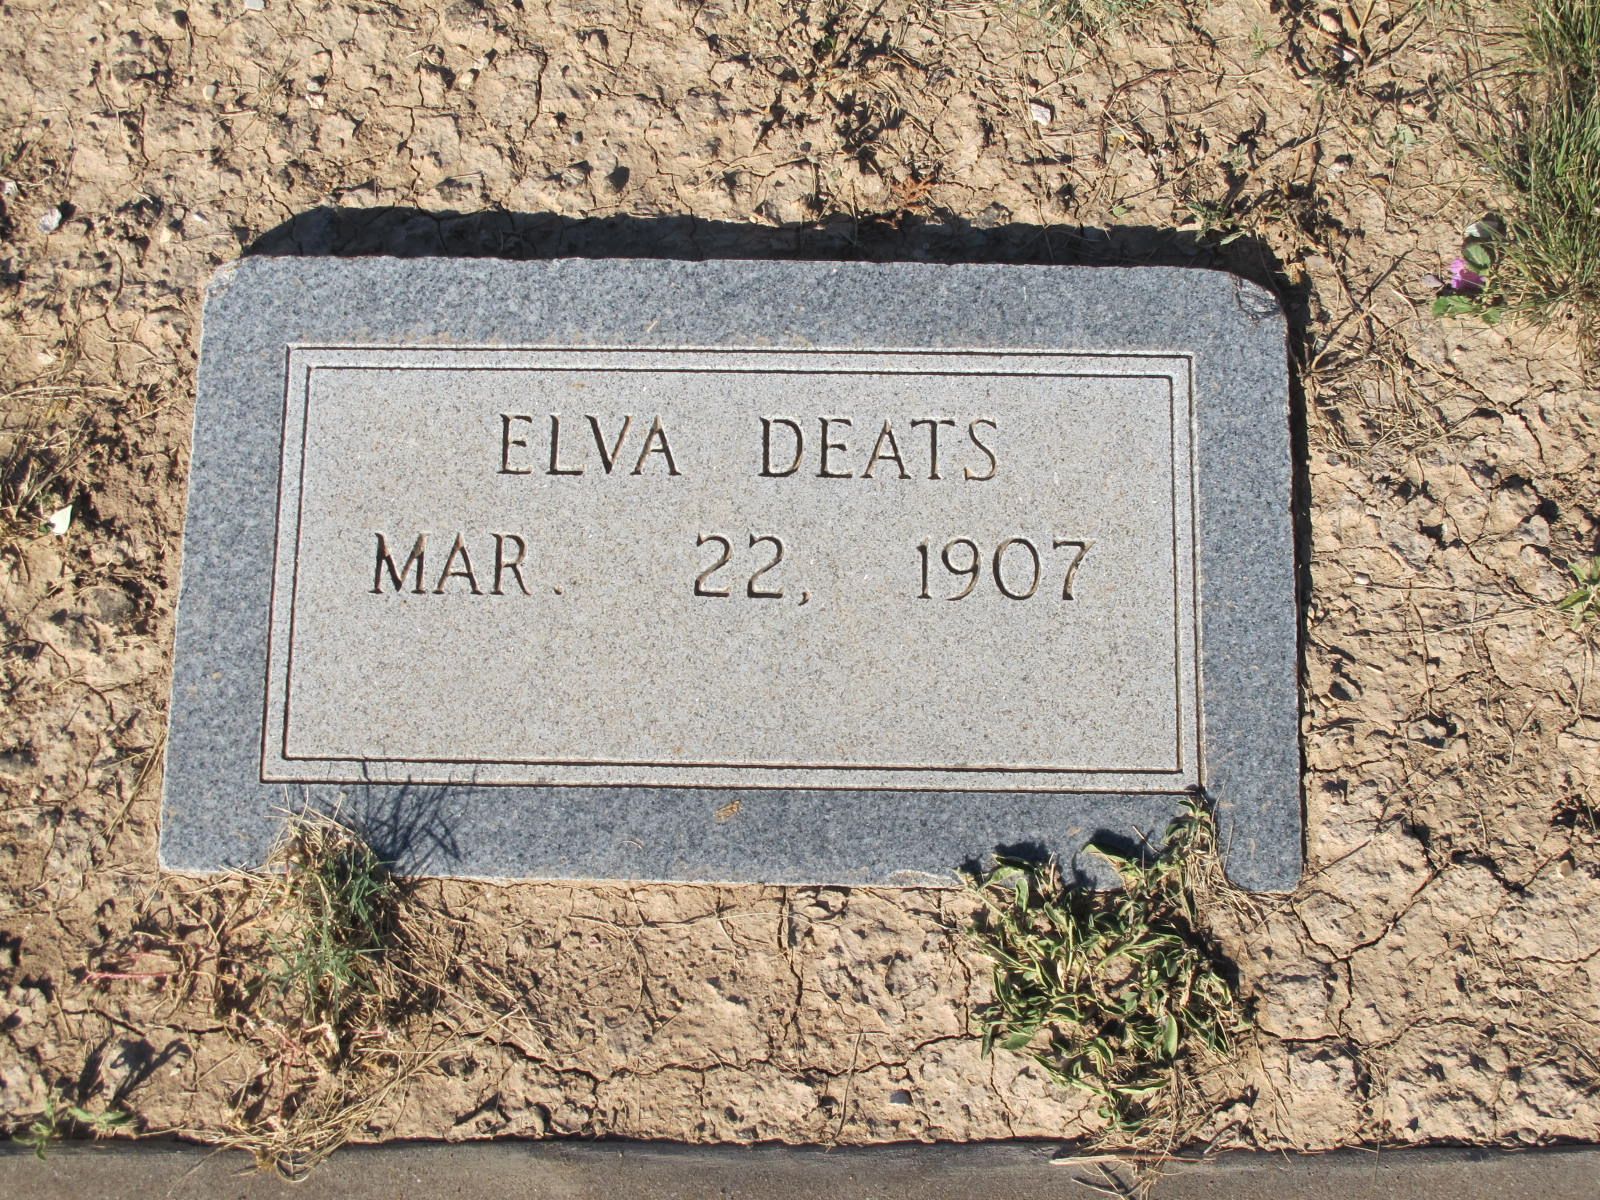 ELVA DEATS
MAR. 22, 1907